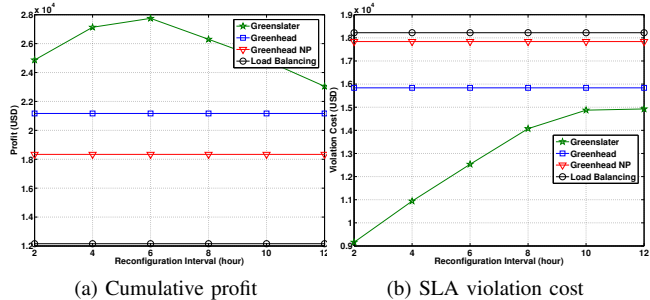 x 10^4
2.8
2.6
2.4
2.2
2
1.8
1.6
1.4
1.2
Profit (USD)
Greenslater
Greenhead
Greenhead NP
Load Balancing
2 4 6 8 10 12
Reconfiguration Interval (hour)
(a) Cumulative profit
x 10^4
1.9
1.8
1.7
1.6
1.5
1.4
1.3
1.2
1.1
1
0.9
Violation Cost (USD)
Greenslater
Greenhead
Greenhead NP
Load Balancing
2 4 6 8 10 12
Reconfiguration Interval (hour)
(b) SLA violation cost